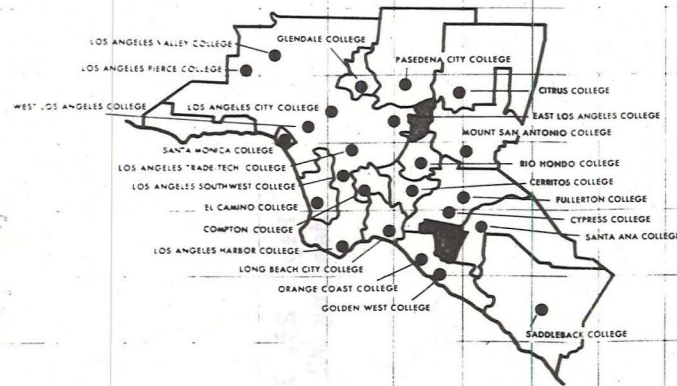 GLENDALE COLLEGE
LOS ANGELES VALLEY COLLEGE
PASEDENA CITY COLLEGE
LOS ANGELES PIERCE COLLEGE
CITRUS COLLEGE
WEST LOS ANGELES COLLEGE
LOS ANGELES CITY COLLEGE
EAST LOS ANGELES COLLEGE
MOUNT SAN ANTONIO COLLEGE
SANTA MONICA COLLEGE
RIO HONDO COLLEGE
LOS ANGELES TRADE-TECH COLLEGE
CERRITOS COLLEGE
LOS ANGELES SOUTHWEST COLLEGE
FULLERTON COLLEGE
EL CAMINO COLLEGE
CYPRESS COLLEGE
COMPTON COLLEGE
SANTA ANA COLLEGE
LOS ANGELES HARBOR COLLEGE
LONG BEACH CITY COLLEGE
ORANGE COAST COLLEGE
GOLDEN WEST COLLEGE
SADDLEBACK COLLEGE